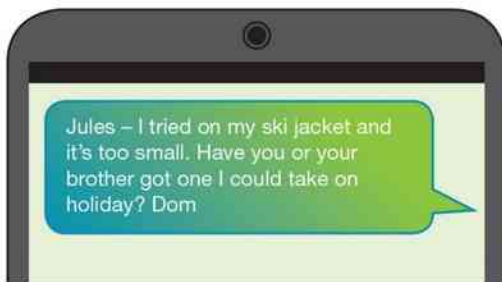 Jules – I tried on my ski jacket and
it's too small. Have you or your
brother got one I could take on
holiday? Dom